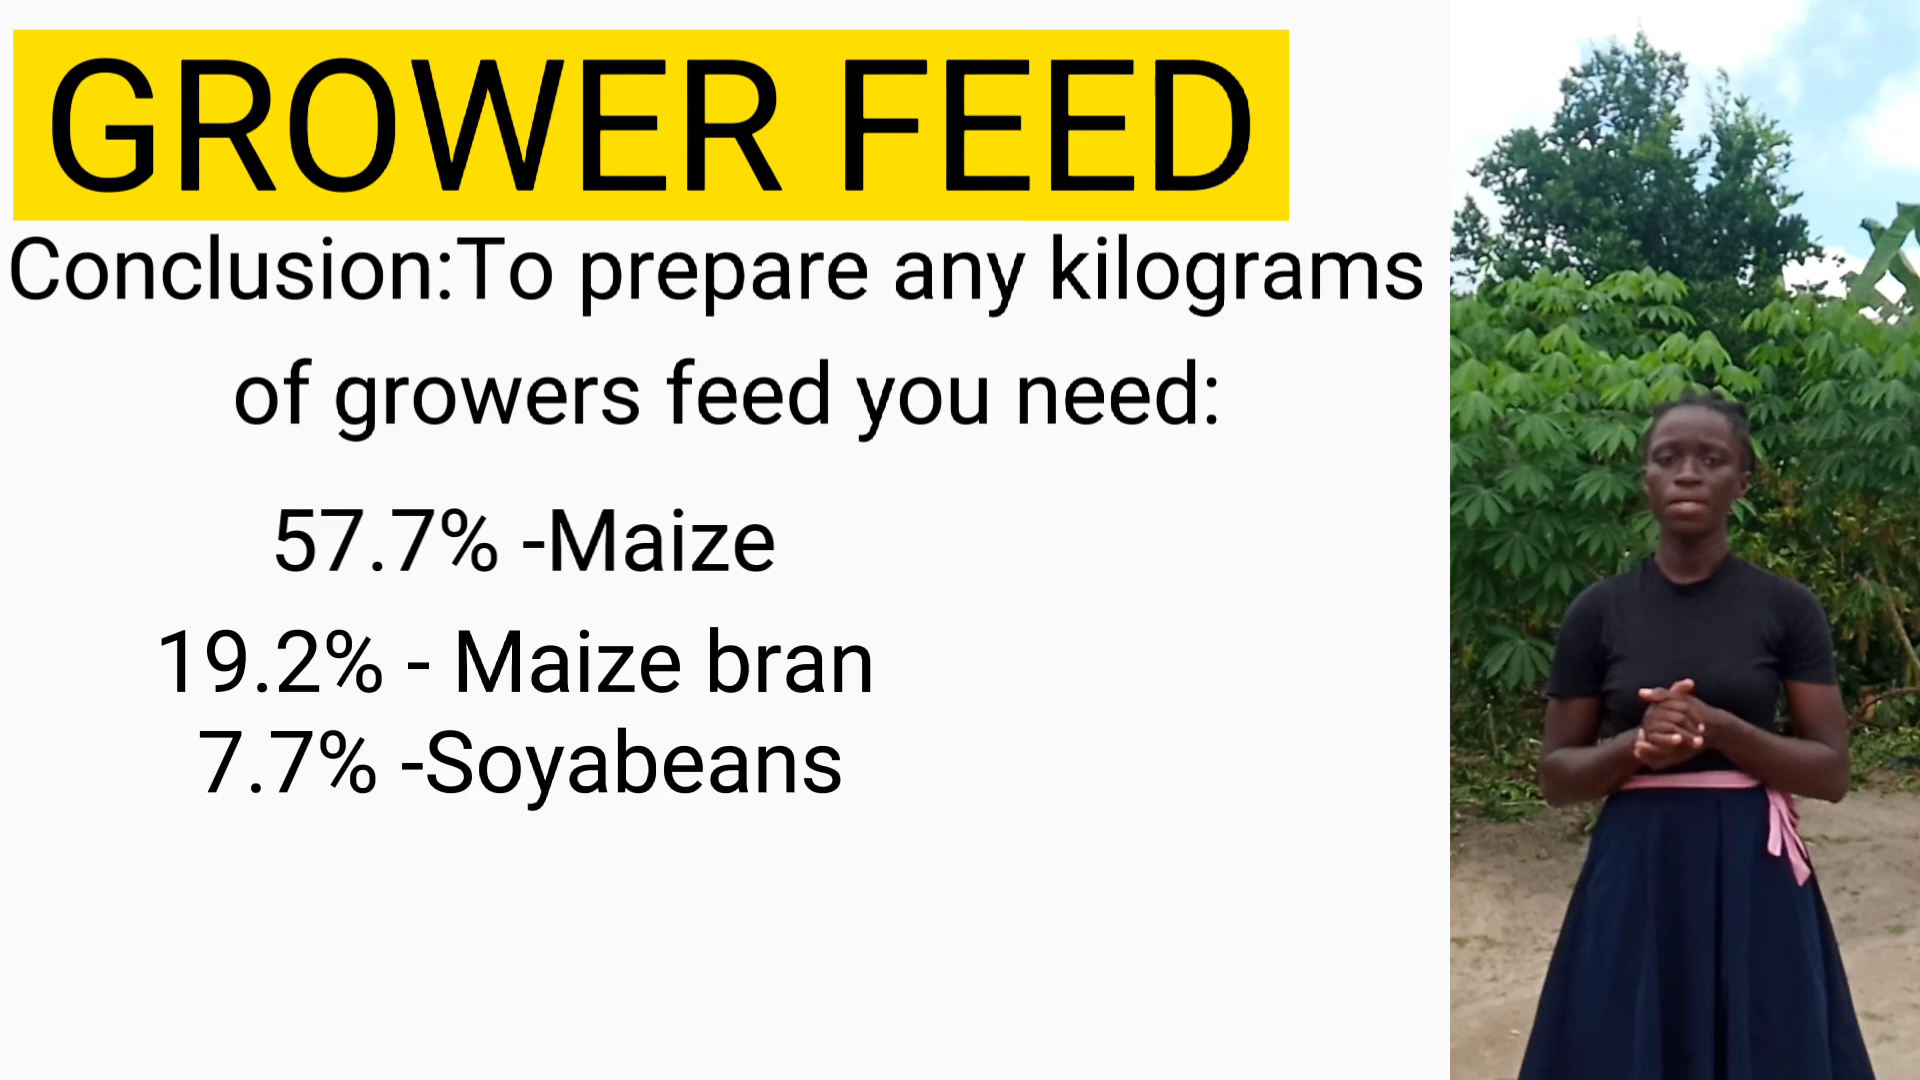 GROWER FEED
Conclusion:To prepare any kilograms
of growers feed you need:
57.7% -Maize
19.2% - Maize bran
7.7% -Soyabeans